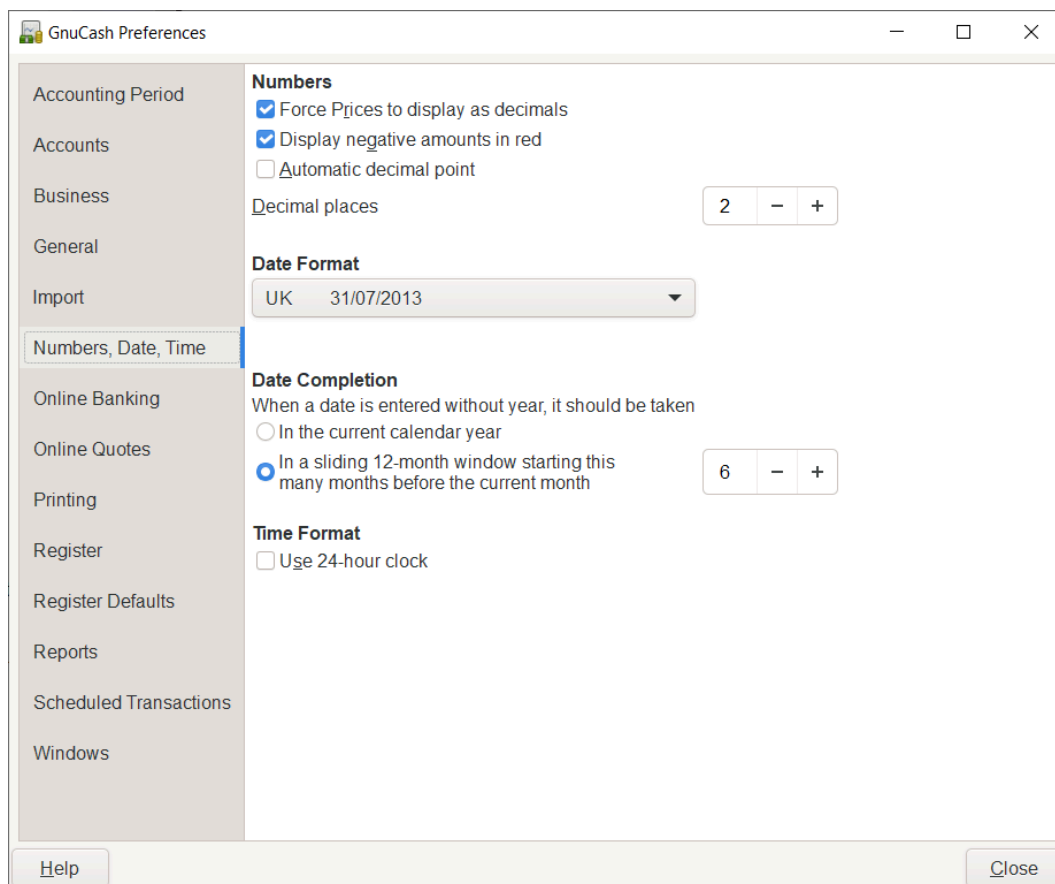 GnuCash Preferences
Accounting Period
Accounts
Business
General
Import
Numbers, Date, Time
Online Banking
Online Quotes
Printing
Register
Register Defaults
Reports
Scheduled Transactions
Windows
Numbers
Force Prices to display as decimals
Display negative amounts in red
Automatic decimal point
Decimal places 2 − +
Date Format
UK 31/07/2013
Date Completion
When a date is entered without year, it should be taken
In the current calendar year
In a sliding 12-month window starting this
many months before the current month
6 − +
Time Format
Use 24-hour clock
Help
Close